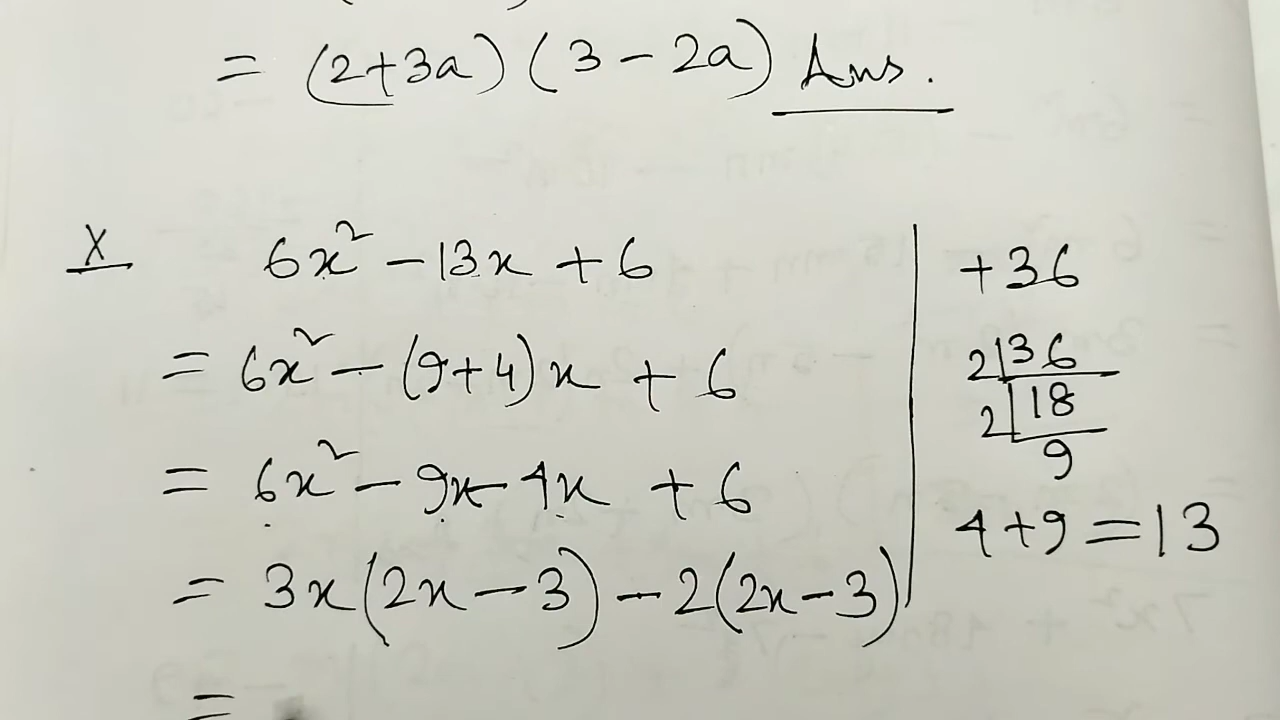 = (2+3a) (3 - 2a) Ans.
X 6x² - 13x + 6
= 6x² - (9+4)x + 6
= 6x² - 9x - 4x + 6
= 3x(2x - 3) - 2(2x - 3)
=
+36
2|36
2|18
9
4+9 = 13